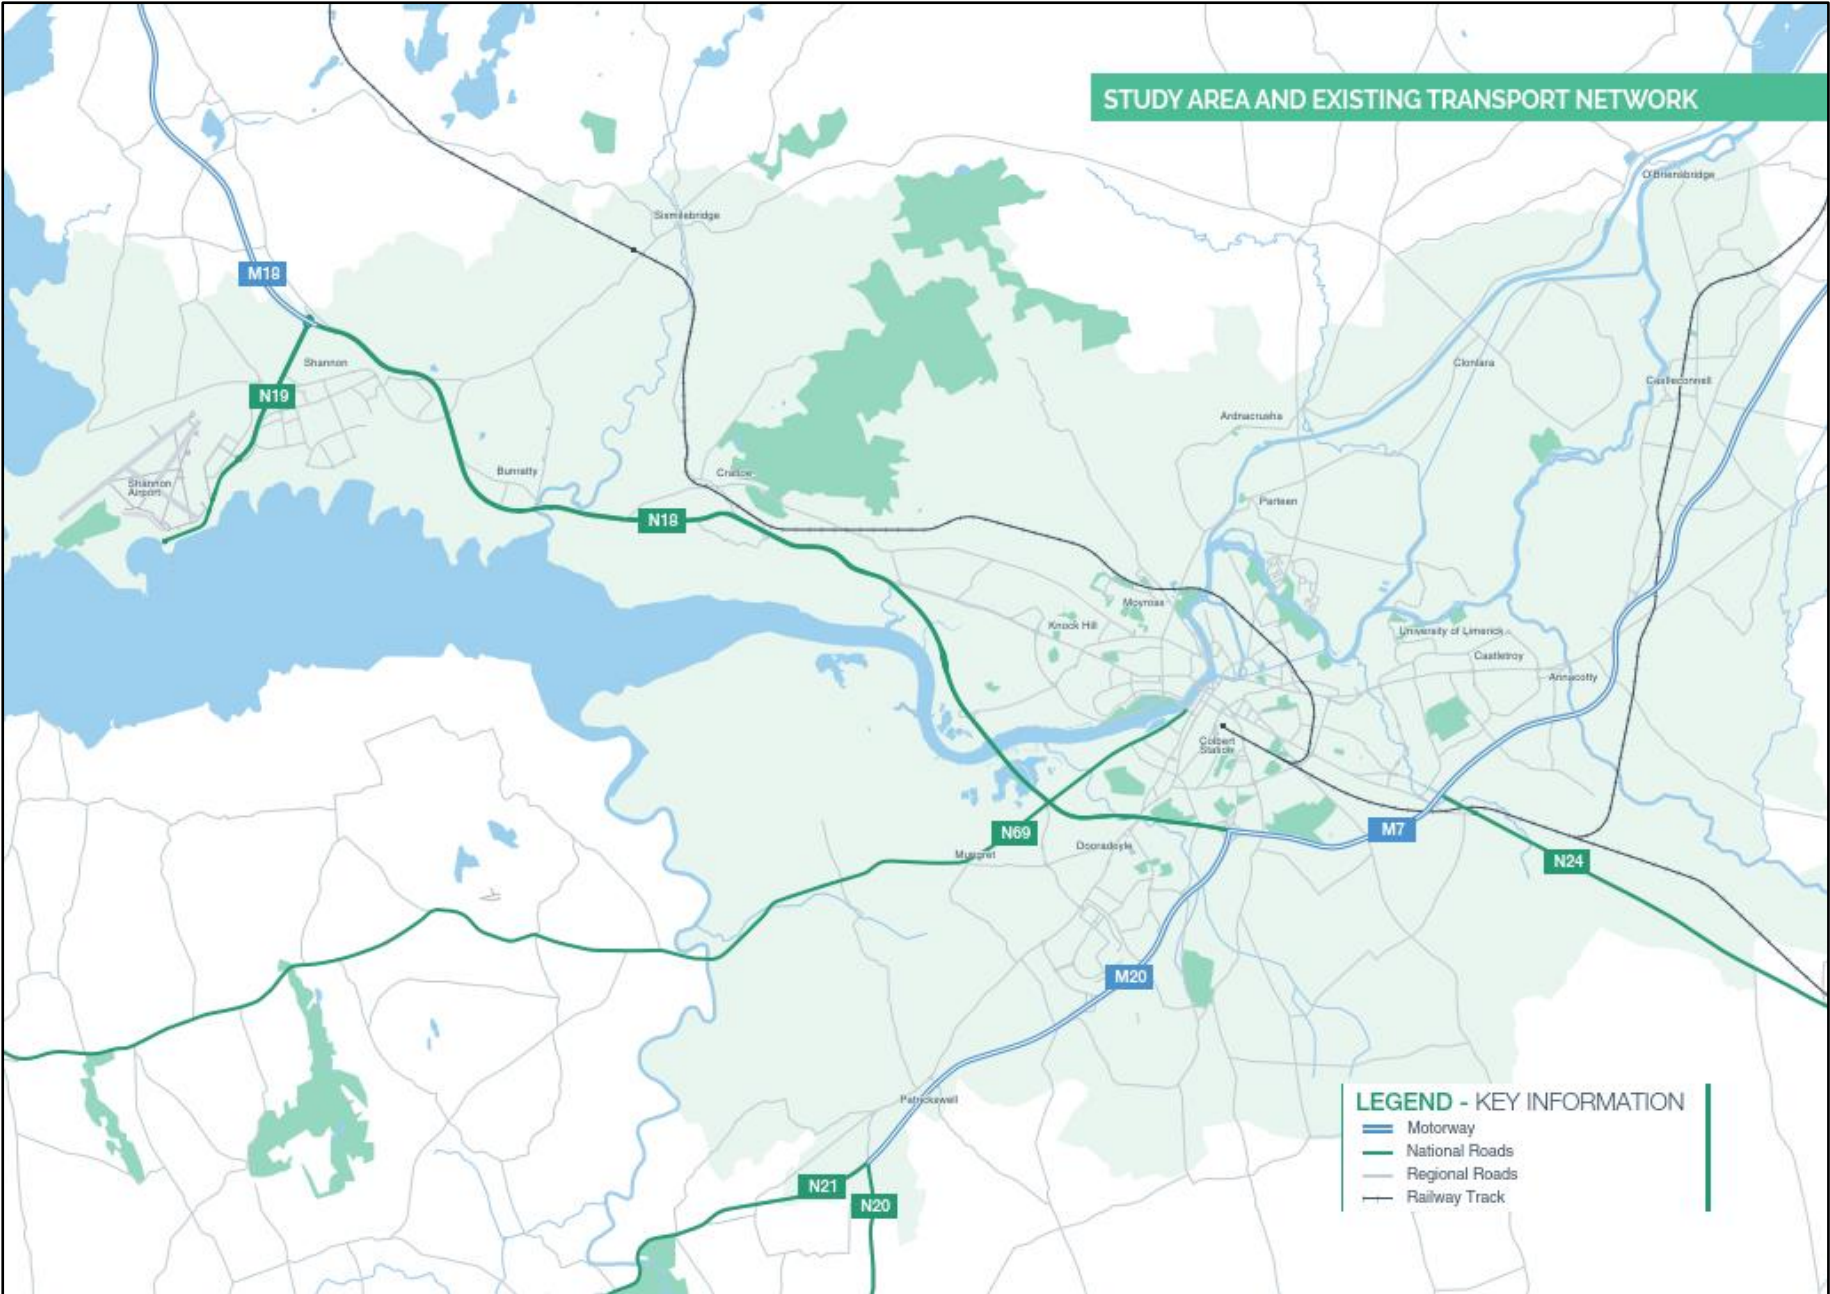 STUDY AREA AND EXISTING TRANSPORT NETWORK
O'Briensbridge
Sixmilebridge
M18
Shannon
Clonlara
Castleconnell
N19
Ardnacrusha
Bunratty
Cratloe
Shannon
Airport
Parteen
N18
Moyross
Knock Hill
University of Limerick
Castletroy
Annacotty
Colbert
Station
N69
M7
Mungret
Dooradoyle
N24
M20
Patrickswell
LEGEND - KEY INFORMATION
Motorway
National Roads
Regional Roads
Railway Track
N21
N20